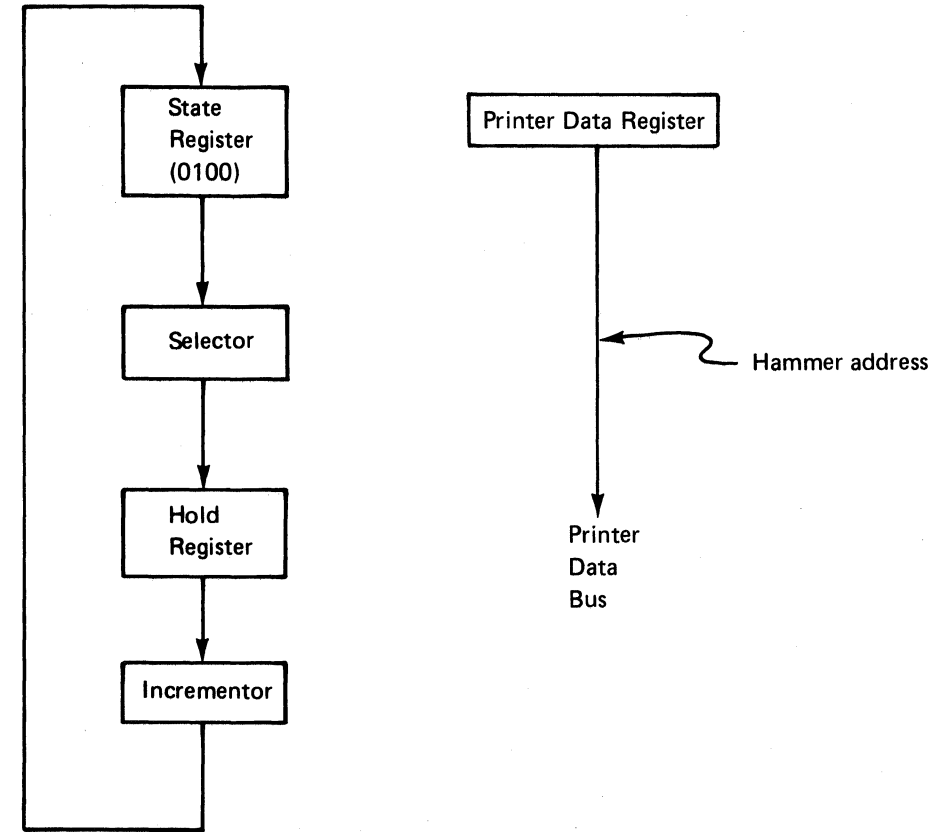 State
Register
(0100)
Selector
Hold
Register
Incrementor
Printer Data Register
Hammer address
Printer
Data
Bus